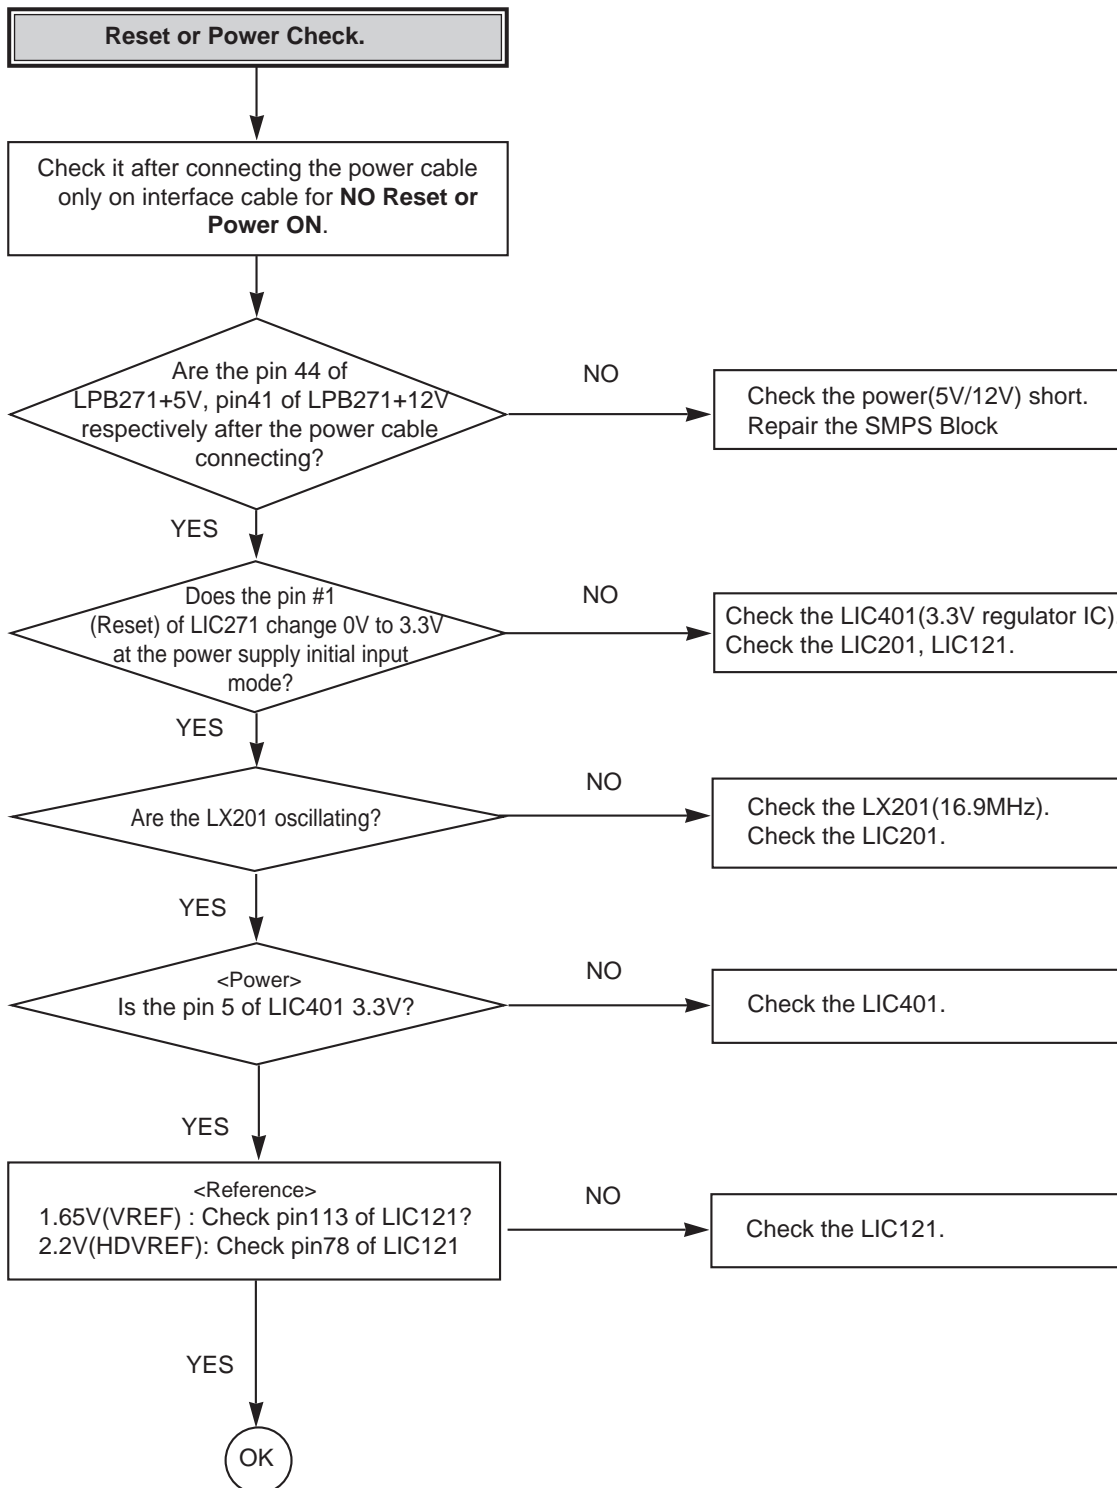 Reset or Power Check.
Check it after connecting the power cable
only on interface cable for NO Reset or
Power ON.
Are the pin 44 of
LPB271+5V, pin41 of LPB271+12V
respectively after the power cable
connecting?
NO
Check the power(5V/12V) short.
Repair the SMPS Block
YES
Does the pin #1
(Reset) of LIC271 change 0V to 3.3V
at the power supply initial input
mode?
NO
Check the LIC401(3.3V regulator IC).
Check the LIC201, LIC121.
YES
Are the LX201 oscillating?
NO
Check the LX201(16.9MHz).
Check the LIC201.
YES
<Power>
Is the pin 5 of LIC401 3.3V?
NO
Check the LIC401.
YES
<Reference>
1.65V(VREF) : Check pin113 of LIC121?
2.2V(HDVREF): Check pin78 of LIC121
NO
Check the LIC121.
YES
OK